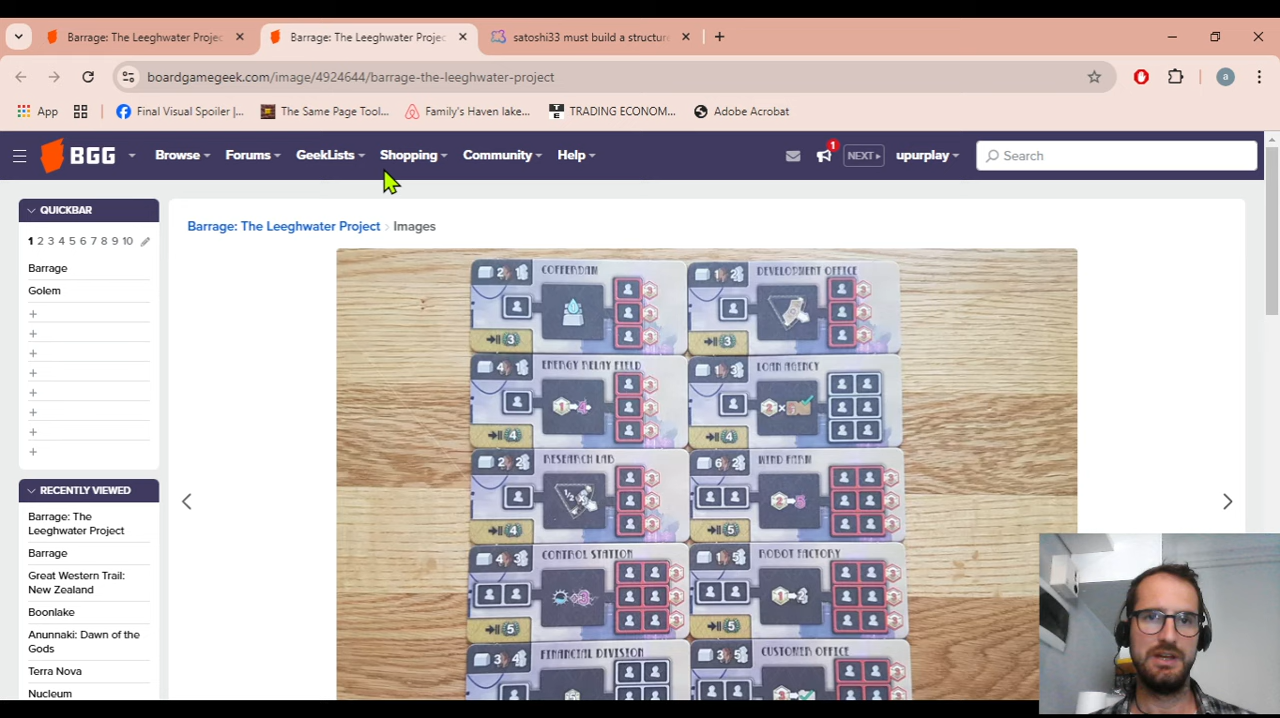 Barrage: The Leeghwater Projec
Barrage: The Leeghwater Projec
satoshi33 must build a structure
boardgamegeek.com/image/4924644/barrage-the-leeghwater-project
a
App
Final Visual Spoiler |...
The Same Page Tool...
Family's Haven lake...
TRADING ECONOM...
Adobe Acrobat
BGG
Browse
Forums
GeekLists
Shopping
Community
Help
1
NEXT
upurplay
Search
QUICKBAR
1 2 3 4 5 6 7 8 9 10
Barrage
Golem
RECENTLY VIEWED
Barrage: The
Leeghwater Project
Barrage
Great Western Trail:
New Zealand
Boonlake
Anunnaki: Dawn of the
Gods
Terra Nova
Nucleum
Barrage: The Leeghwater Project › Images
COFFERDAM
DEVELOPMENT OFFICE
ENERGY RELAY FIELD
LOAN AGENCY
RESEARCH LAB
WIND FARM
CONTROL STATION
ROBOT FACTORY
FINANCIAL DIVISION
CUSTOMER OFFICE